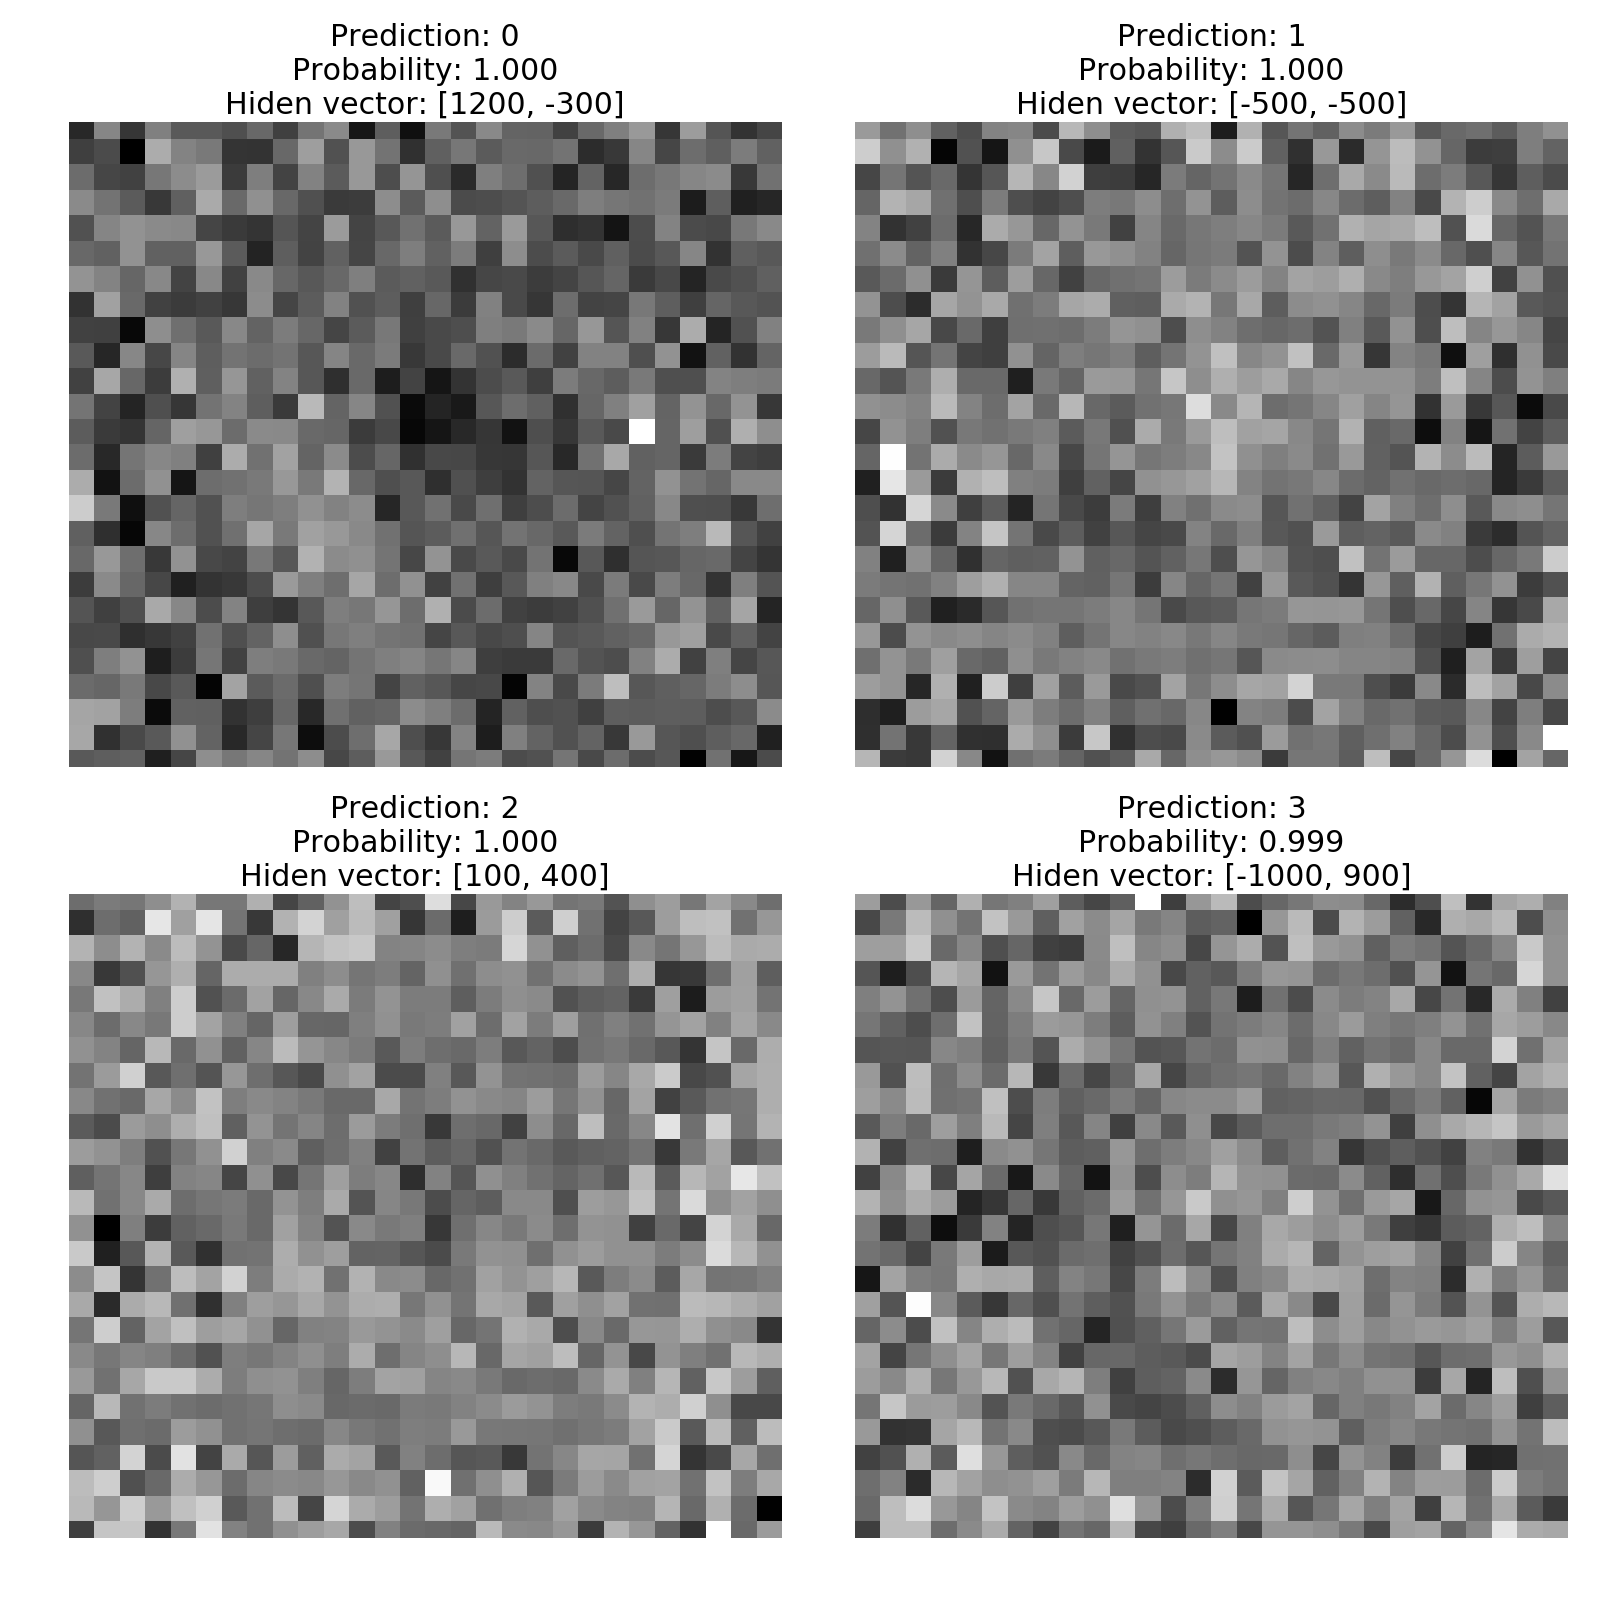 Prediction: 0
Probability: 1.000
Hiden vector: [1200, -300]
Prediction: 1
Probability: 1.000
Hiden vector: [-500, -500]
Prediction: 2
Probability: 1.000
Hiden vector: [100, 400]
Prediction: 3
Probability: 0.999
Hiden vector: [-1000, 900]